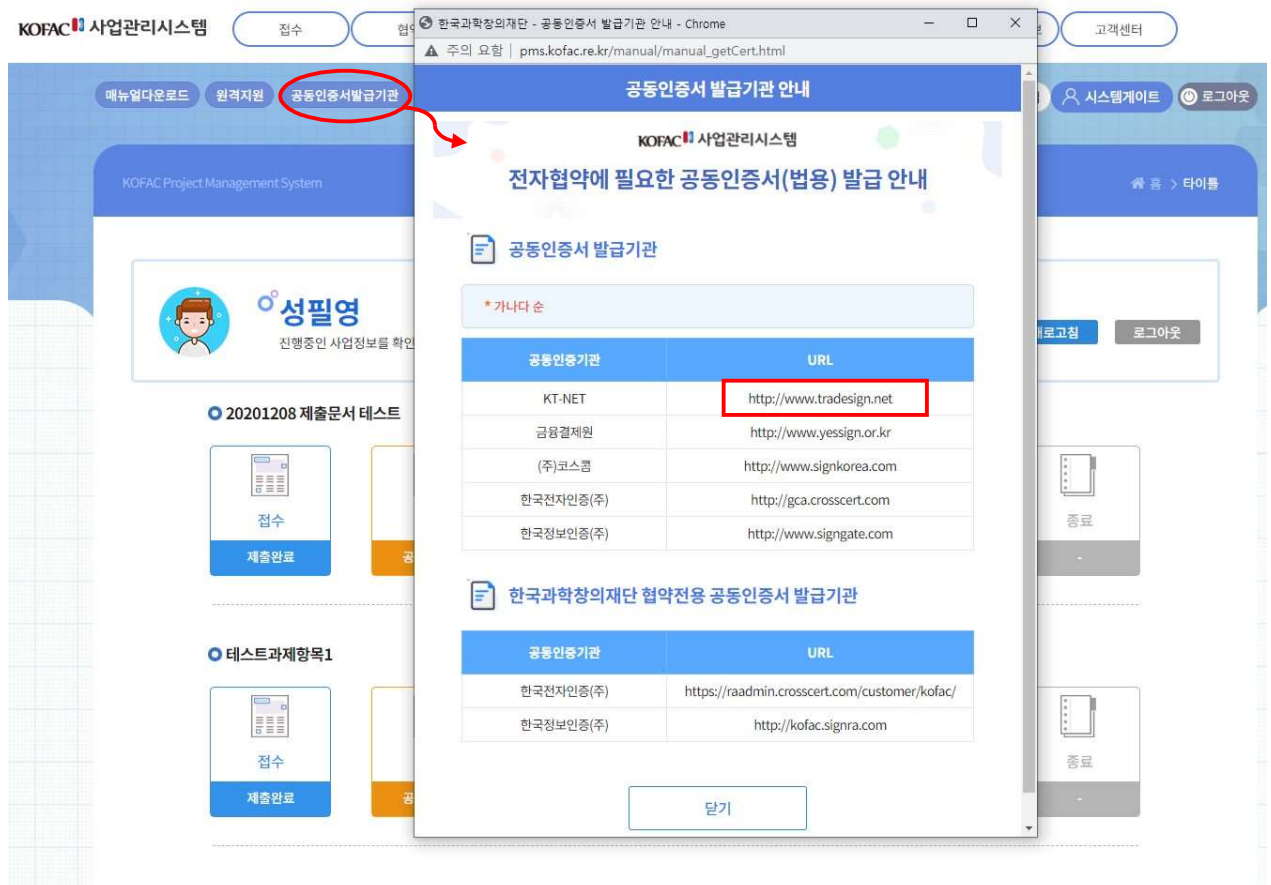 KOFAC 사업관리시스템
접수
한국과학창의재단 - 공동인증서 발급기관 안내 - Chrome
고객센터
주의 요함 | pms.kofac.re.kr/manual/manual_getCert.html
매뉴얼다운로드
원격지원
공동인증서발급기관
시스템게이트
로그아웃
공동인증서 발급기관 안내
KOFAC 사업관리시스템
전자협약에 필요한 공동인증서(법용) 발급 안내
KOFAC Project Management System
홈 > 타이틀
공동인증서 발급기관
* 가나다 순
성필영
진행중인 사업정보를 확인
로그아웃
공동인증기관 URL
KT-NET http://www.tradesign.net
금융결제원 http://www.yessign.or.kr
(주)코스콤 http://www.signkorea.com
한국전자인증(주) http://gca.crosscert.com
한국정보인증(주) http://www.signgate.com
20201208 제출문서 테스트
접수
제출완료
종료
-
한국과학창의재단 협약전용 공동인증서 발급기관
공동인증기관 URL
한국전자인증(주) https://raadmin.crosscert.com/customer/kofac/
한국정보인증(주) http://kofac.signra.com
테스트과제항목1
접수
제출완료
종료
-
닫기